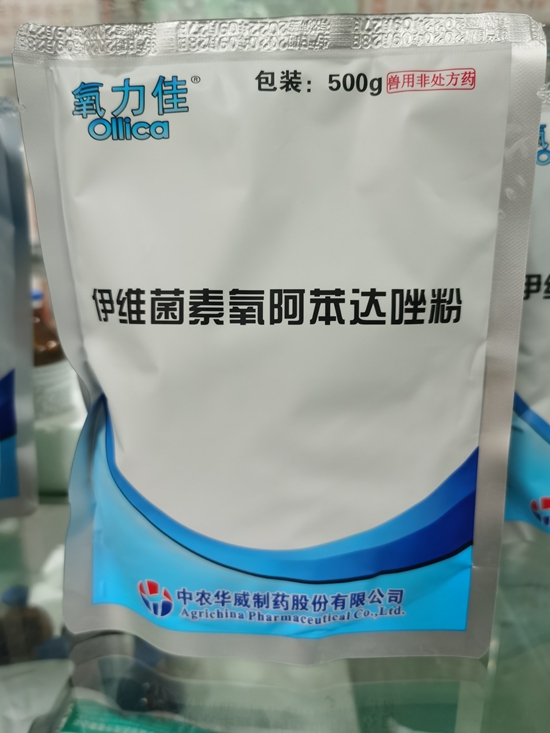 氧力佳®
Ollica
包装：500g
兽用非处方药
伊维菌素氧阿苯达唑粉
中农华威制药股份有限公司
Agrichina Pharmaceutical Co.,Ltd.